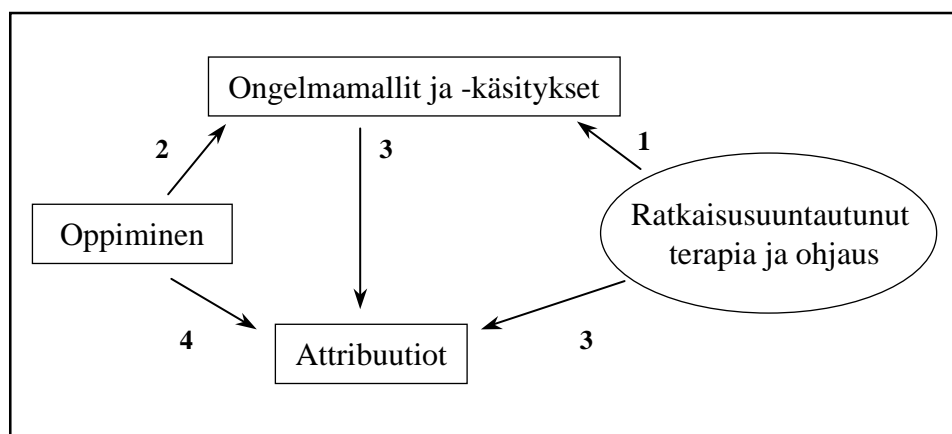 Ongelmamallit ja -käsitykset
2
3
1
Oppiminen
Ratkaisusuuntautunut
terapia ja ohjaus
4
3
Attribuutiot